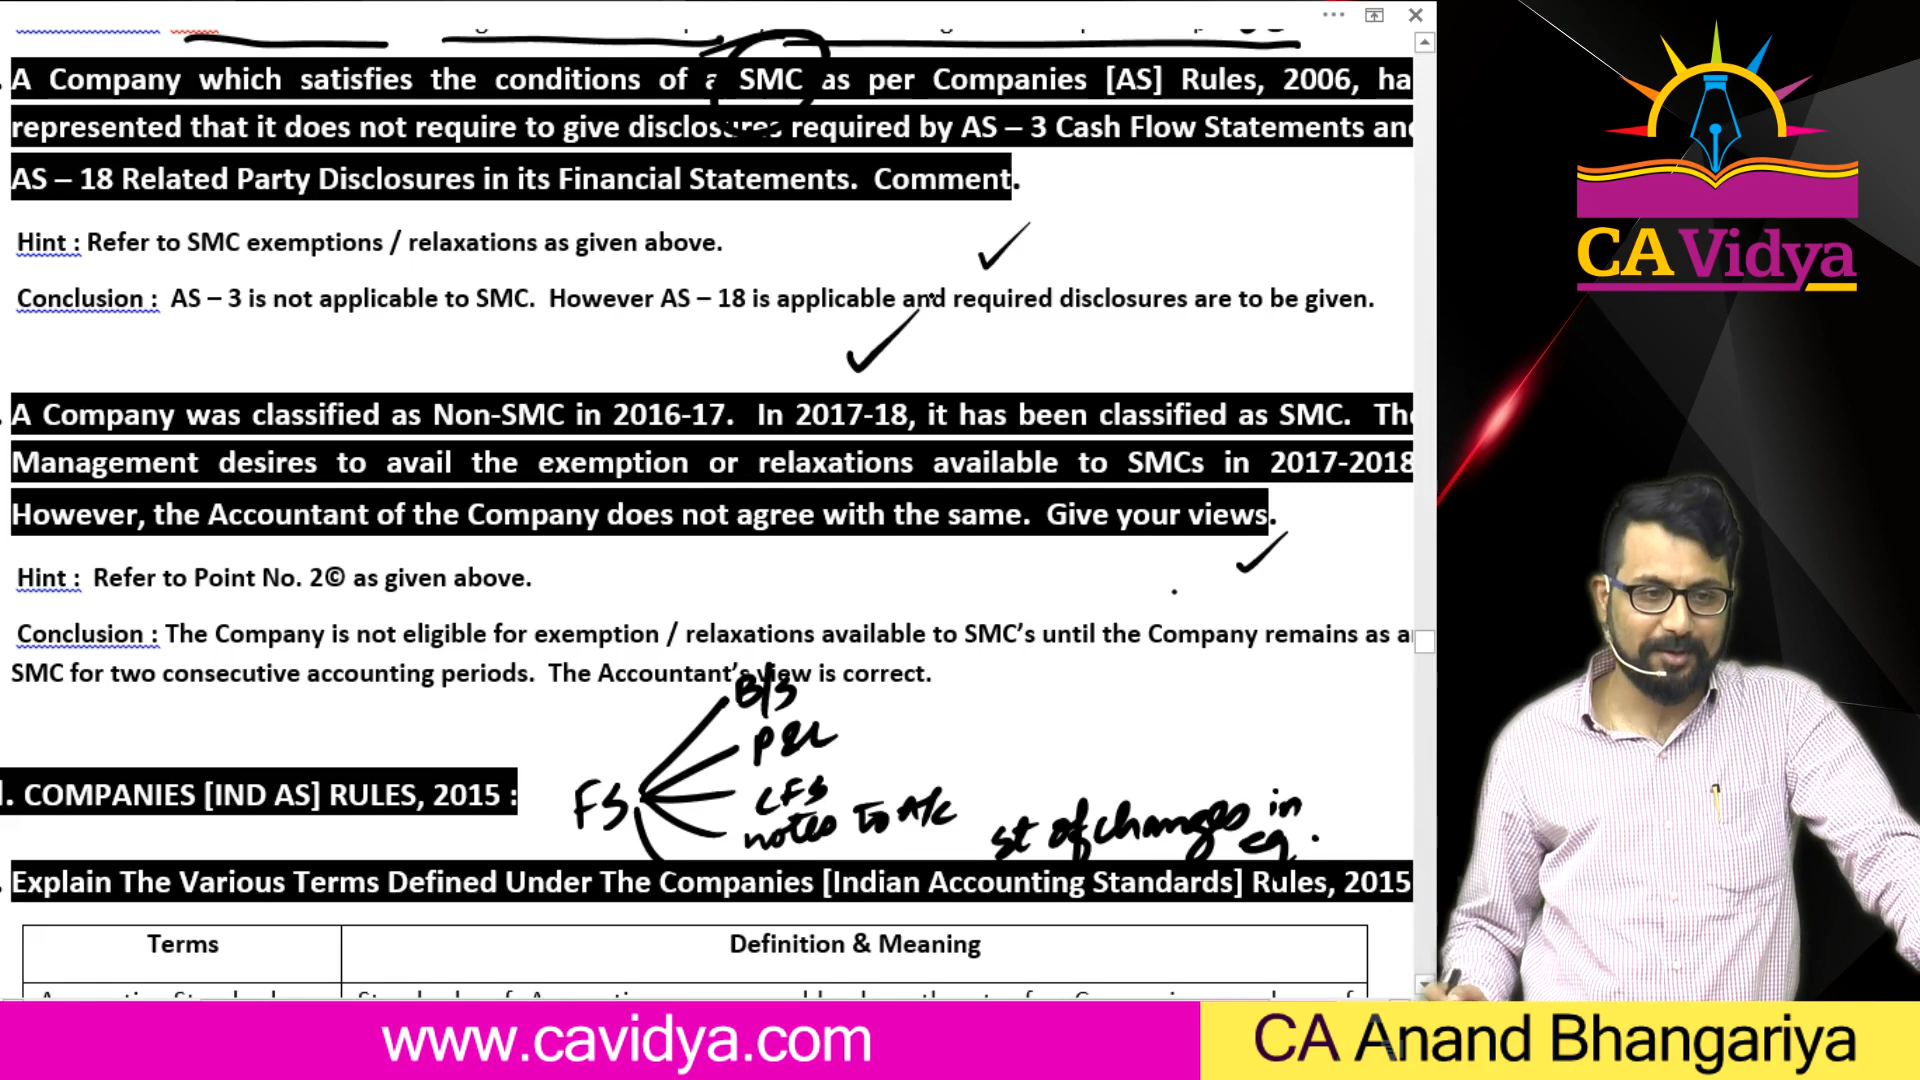 A Company which satisfies the conditions of a SMC as per Companies [AS] Rules, 2006, ha
represented that it does not require to give disclosures required by AS – 3 Cash Flow Statements and
AS – 18 Related Party Disclosures in its Financial Statements. Comment.
Hint : Refer to SMC exemptions / relaxations as given above.
Conclusion : AS – 3 is not applicable to SMC. However AS – 18 is applicable and required disclosures are to be given.
A Company was classified as Non-SMC in 2016-17. In 2017-18, it has been classified as SMC. The
Management desires to avail the exemption or relaxations available to SMCs in 2017-2018
However, the Accountant of the Company does not agree with the same. Give your views.
Hint : Refer to Point No. 2© as given above.
Conclusion : The Company is not eligible for exemption / relaxations available to SMC's until the Company remains as a
SMC for two consecutive accounting periods. The Accountant's view is correct.
B/S
P&L
FS
CFS
notes to A/c
st of changes in
eq.
. COMPANIES [IND AS] RULES, 2015 :
Explain The Various Terms Defined Under The Companies [Indian Accounting Standards] Rules, 2015
Terms Definition & Meaning
CA Vidya
www.cavidya.com
CA Anand Bhangariya